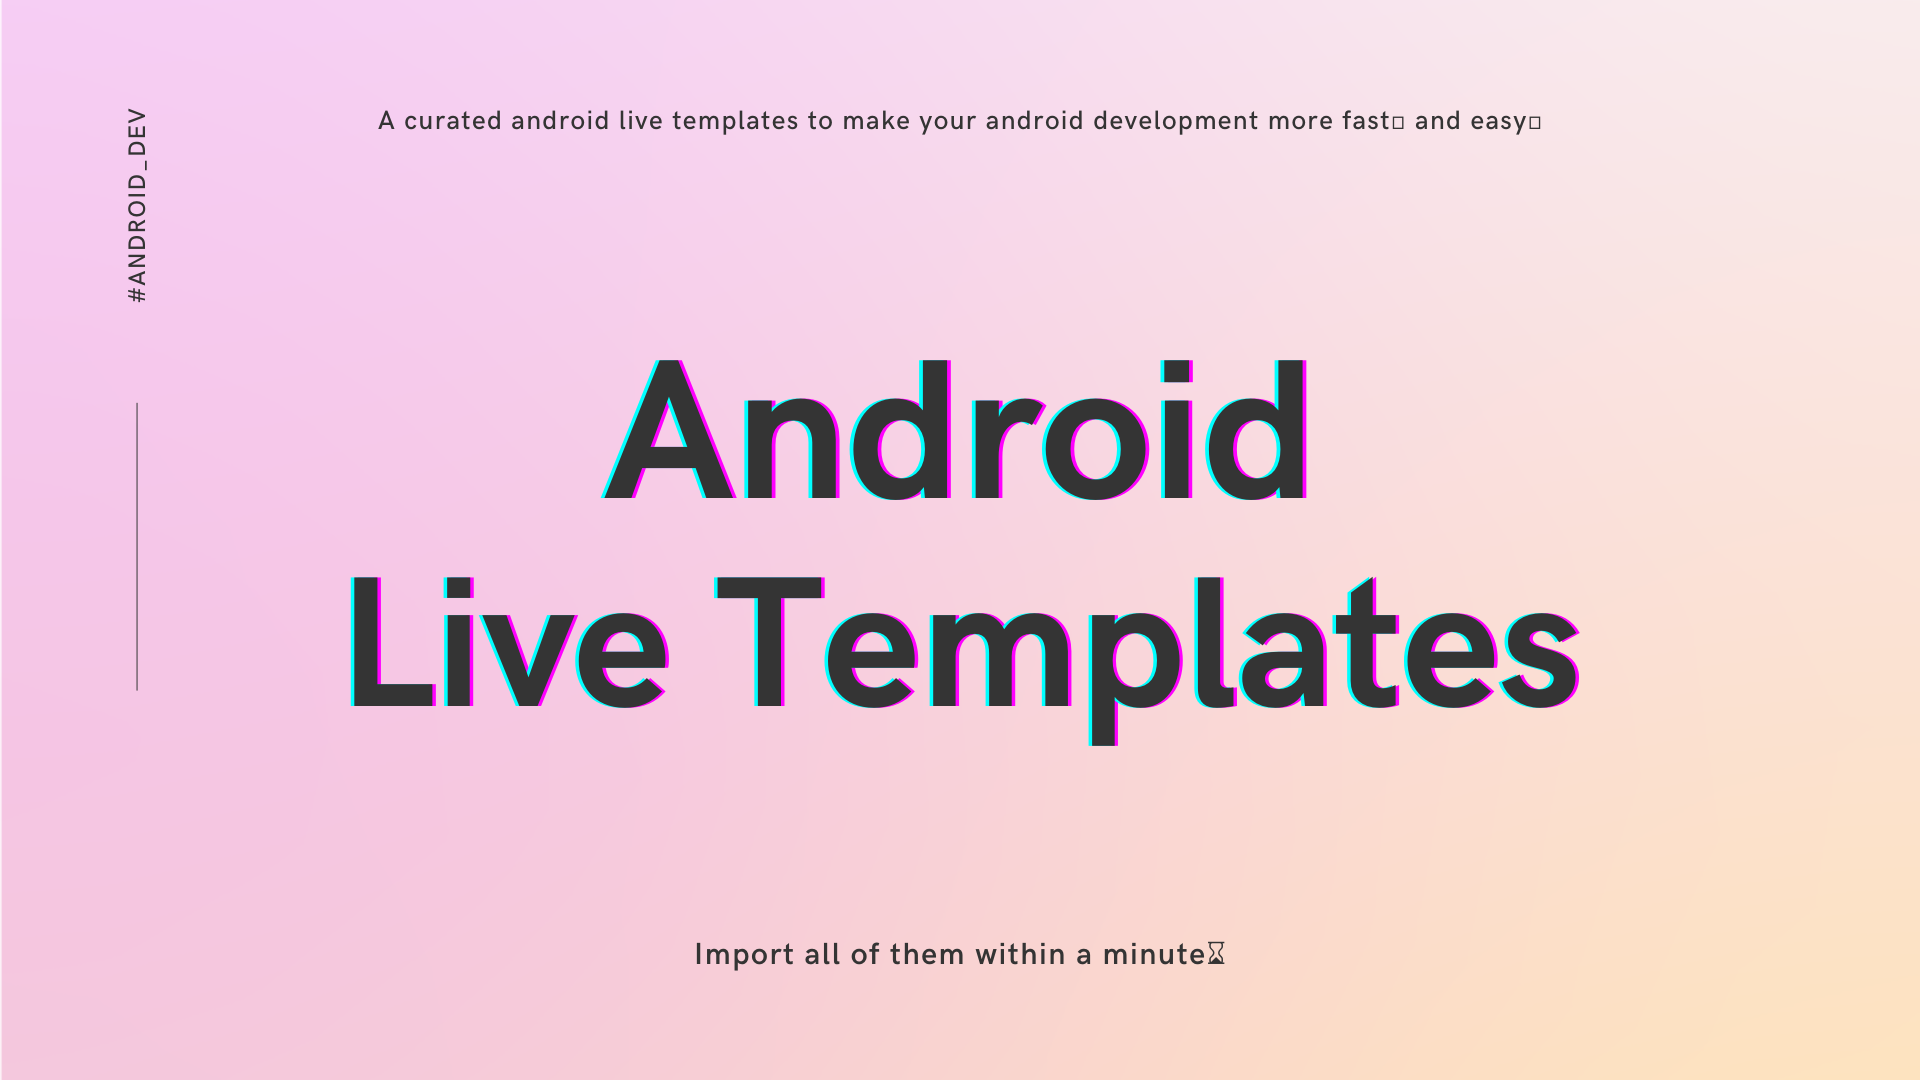 A curated android live templates to make your android development more fast▯ and easy▯
#ANDROID_DEV
Android
Live Templates
Import all of them within a minute⌛